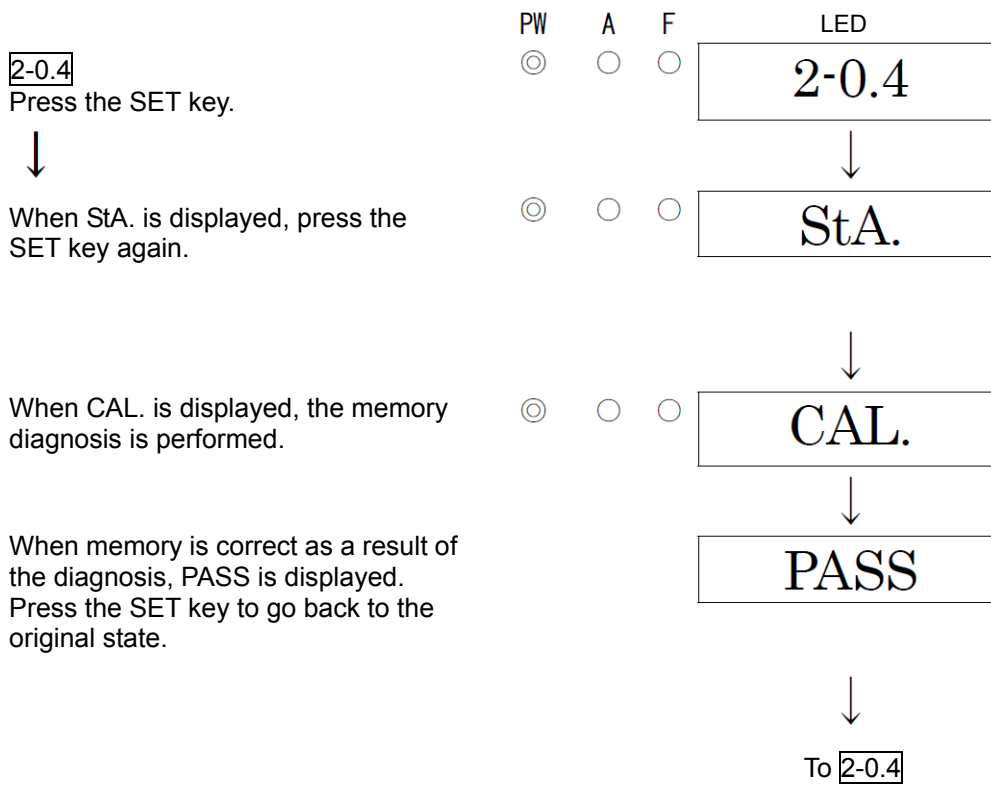 PW A F LED
2-0.4
2-0.4
Press the SET key.
When StA. is displayed, press the
SET key again.
StA.
When CAL. is displayed, the memory
diagnosis is performed.
CAL.
When memory is correct as a result of
the diagnosis, PASS is displayed.
Press the SET key to go back to the
original state.
PASS
To 2-0.4